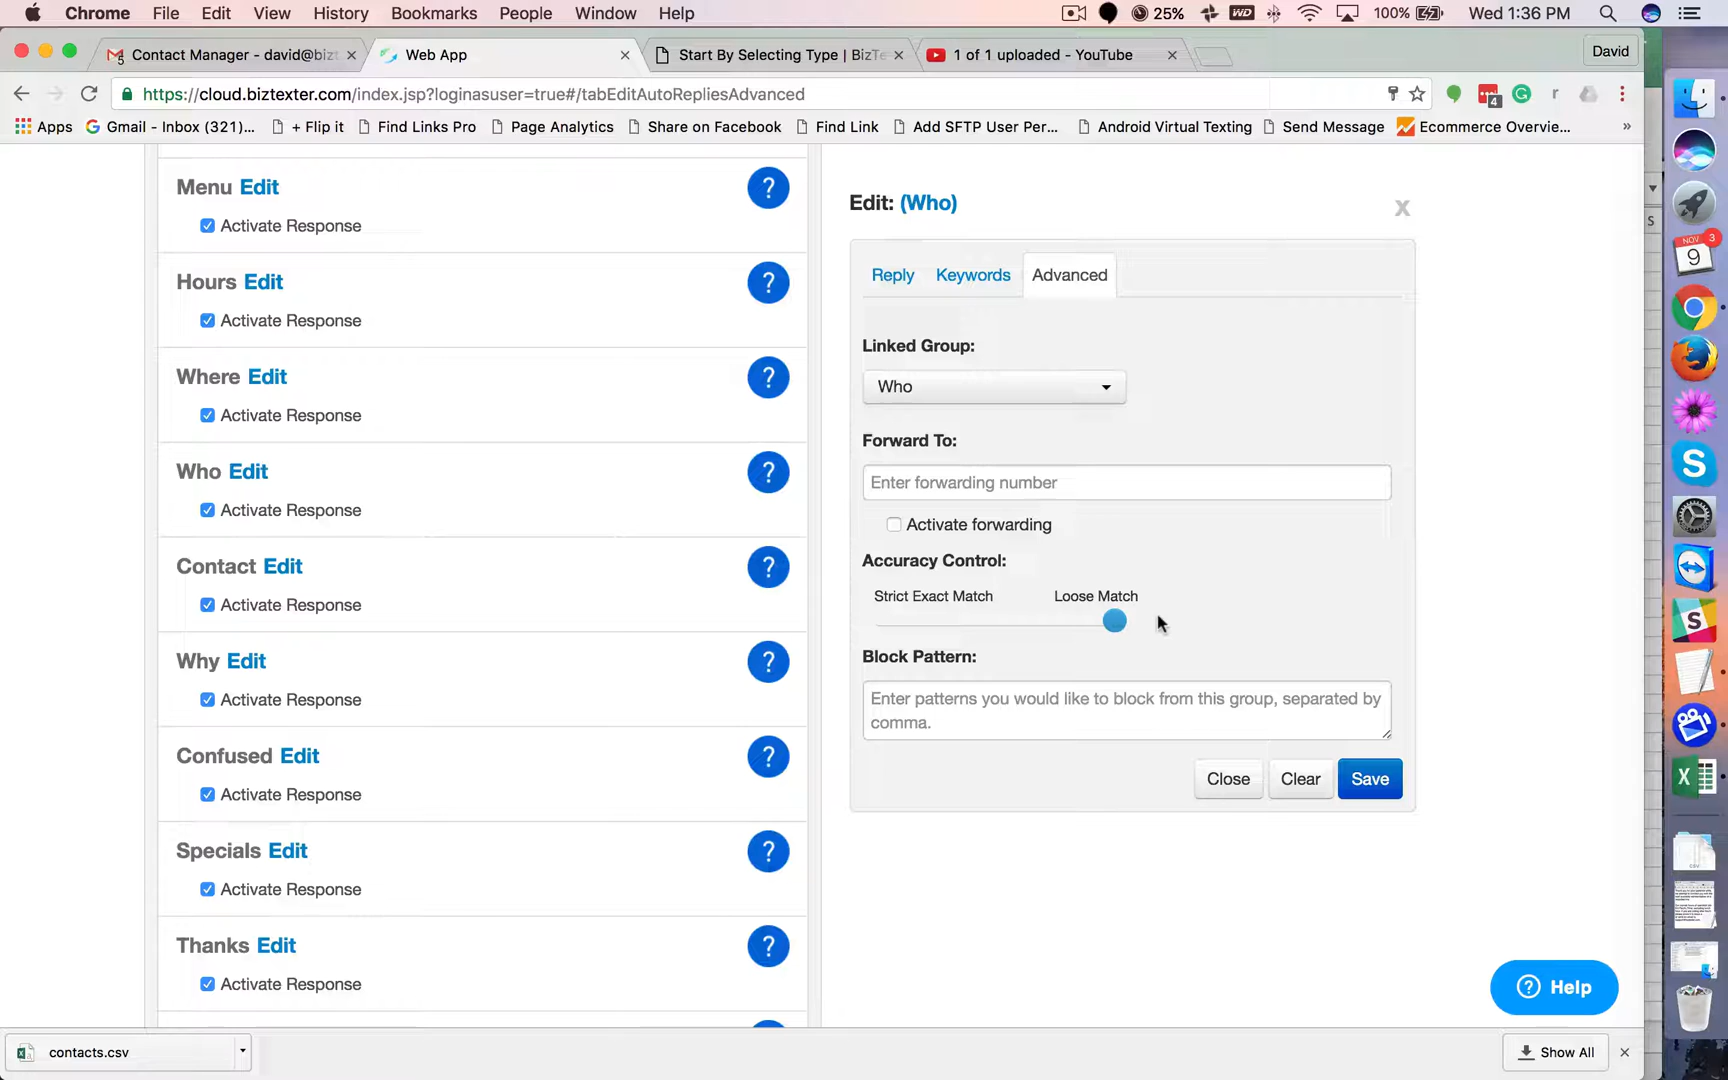 Chrome File Edit View History Bookmarks People Window Help 25% WD 100% Wed 1:36 PM
Contact Manager - david@bizt Web App Start By Selecting Type | BizTe 1 of 1 uploaded - YouTube David
https://cloud.biztexter.com/index.jsp?loginasuser=true#/tabEditAutoRepliesAdvanced 4 r
Apps Gmail - Inbox (321)... + Flip it Find Links Pro Page Analytics Share on Facebook Find Link Add SFTP User Per... Android Virtual Texting Send Message Ecommerce Overvie... »
Menu Edit ?
Activate Response
Hours Edit ?
Activate Response
Where Edit ?
Activate Response
Who Edit ?
Activate Response
Contact Edit ?
Activate Response
Why Edit ?
Activate Response
Confused Edit ?
Activate Response
Specials Edit ?
Activate Response
Thanks Edit ?
Activate Response
Edit: (Who) X
Reply Keywords Advanced
Linked Group:
Who
Forward To:
Enter forwarding number
Activate forwarding
Accuracy Control:
Strict Exact Match Loose Match
Block Pattern:
Enter patterns you would like to block from this group, separated by
comma.
Close Clear Save
? Help
NOV 3
9
S
S
contacts.csv Show All